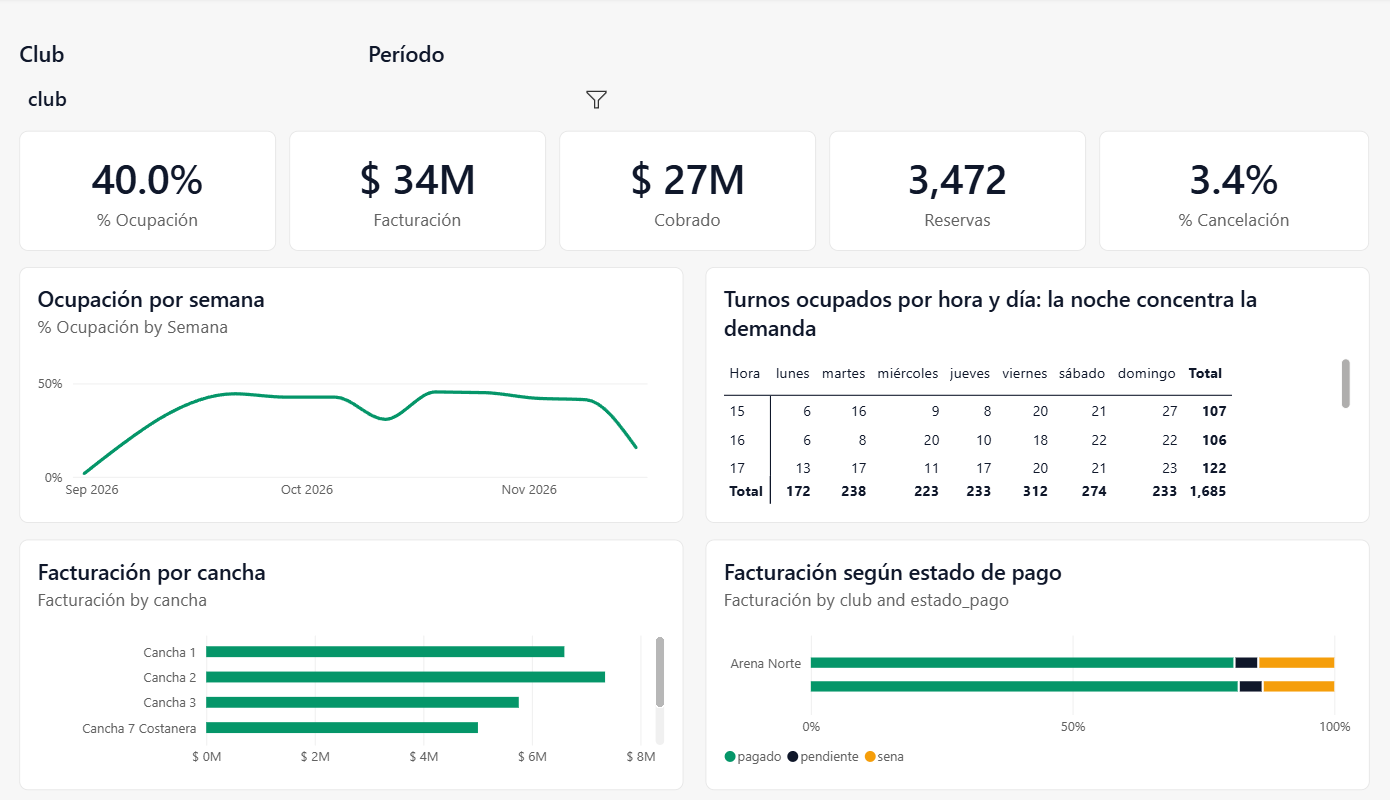 Club
Período
club
40.0%
% Ocupación
$ 34M
Facturación
$ 27M
Cobrado
3,472
Reservas
3.4%
% Cancelación
Ocupación por semana
% Ocupación by Semana
50%
0%
Sep 2026 Oct 2026 Nov 2026
Turnos ocupados por hora y día: la noche concentra la
demanda
Hora lunes martes miércoles jueves viernes sábado domingo Total
15 6 16 9 8 20 21 27 107
16 6 8 20 10 18 22 22 106
17 13 17 11 17 20 21 23 122
Total 172 238 223 233 312 274 233 1,685
Facturación por cancha
Facturación by cancha
Cancha 1
Cancha 2
Cancha 3
Cancha 7 Costanera
$ 0M $ 2M $ 4M $ 6M $ 8M
Facturación según estado de pago
Facturación by club and estado_pago
Arena Norte
0% 50% 100%
pagado pendiente sena